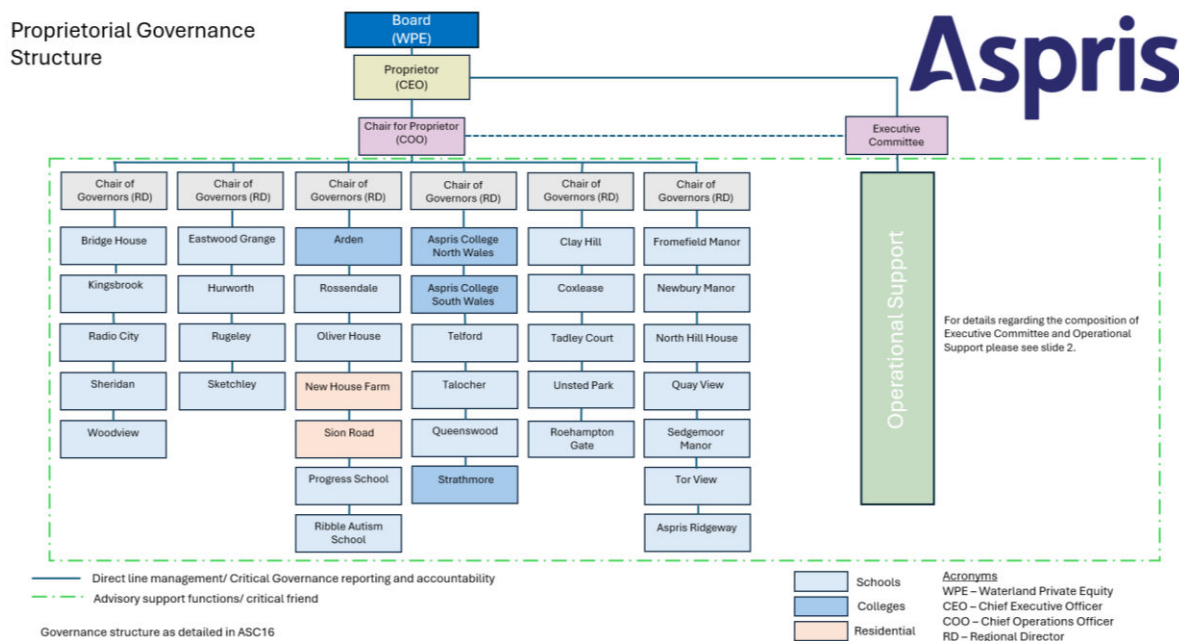 Proprietorial Governance
Structure
Board
(WPE)
Aspris
Proprietor
(CEO)
Chair for Proprietor
(COO)
Executive
Committee
Chair of
Governors (RD)
Chair of
Governors (RD)
Chair of
Governors (RD)
Chair of
Governors (RD)
Chair of
Governors (RD)
Chair of
Governors (RD)
Bridge House
Kingsbrook
Radio City
Sheridan
Woodview
Eastwood Grange
Hurworth
Rugeley
Sketchley
Arden
Rossendale
Oliver House
New House Farm
Sion Road
Progress School
Ribble Autism
School
Aspris College
North Wales
Aspris College
South Wales
Telford
Talocher
Queenswood
Strathmore
Clay Hill
Coxlease
Tadley Court
Unsted Park
Roehampton
Gate
Fromefield Manor
Newbury Manor
North Hill House
Quay View
Sedgemoor
Manor
Tor View
Aspris Ridgeway
Operational Support
For details regarding the composition of
Executive Committee and Operational
Support please see slide 2.
Direct line management/ Critical Governance reporting and accountability
Advisory support functions/ critical friend
Governance structure as detailed in ASC16
Schools
Colleges
Residential
Acronyms
WPE – Waterland Private Equity
CEO – Chief Executive Officer
COO – Chief Operations Officer
RD – Regional Director